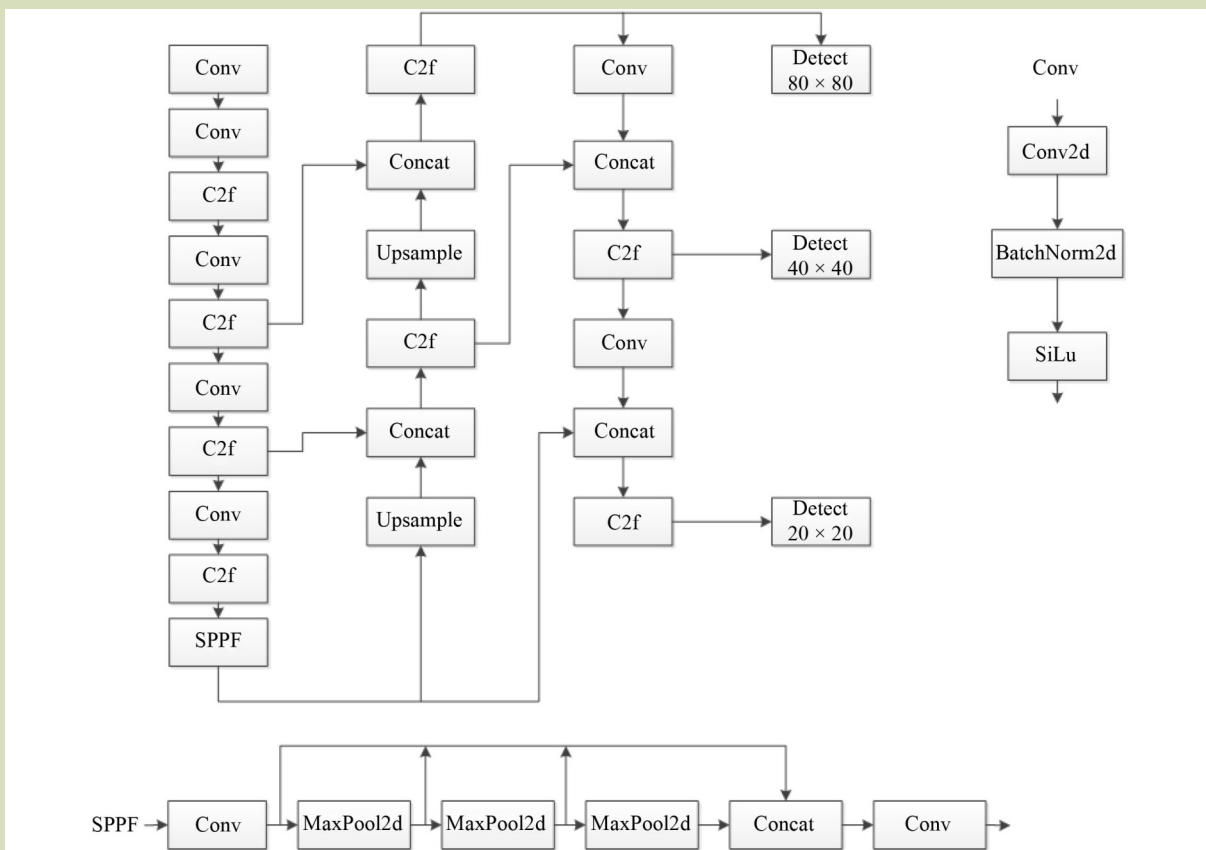 Conv
Conv
C2f
Conv
C2f
Conv
C2f
Conv
C2f
SPPF
C2f
Concat
Upsample
C2f
Concat
Upsample
Conv
Concat
C2f
Conv
Concat
C2f
Detect
80 × 80
Detect
40 × 40
Detect
20 × 20
Conv
Conv2d
BatchNorm2d
SiLu
SPPF
Conv
MaxPool2d
MaxPool2d
MaxPool2d
Concat
Conv